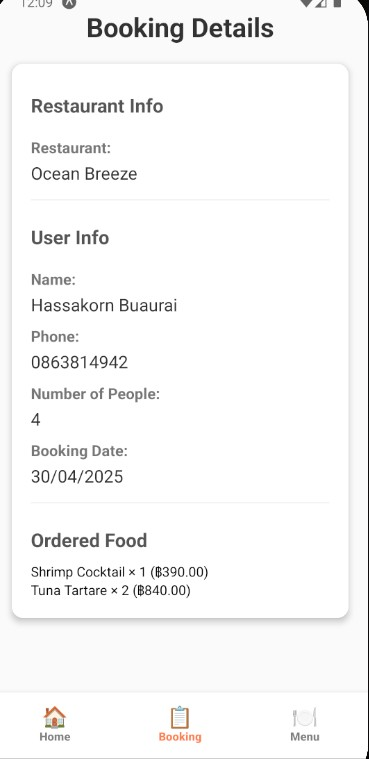 12:09
Booking Details
Restaurant Info
Restaurant:
Ocean Breeze
User Info
Name:
Hassakorn Buaurai
Phone:
0863814942
Number of People:
4
Booking Date:
30/04/2025
Ordered Food
Shrimp Cocktail × 1 (฿390.00)
Tuna Tartare × 2 (฿840.00)
Home
Booking
Menu